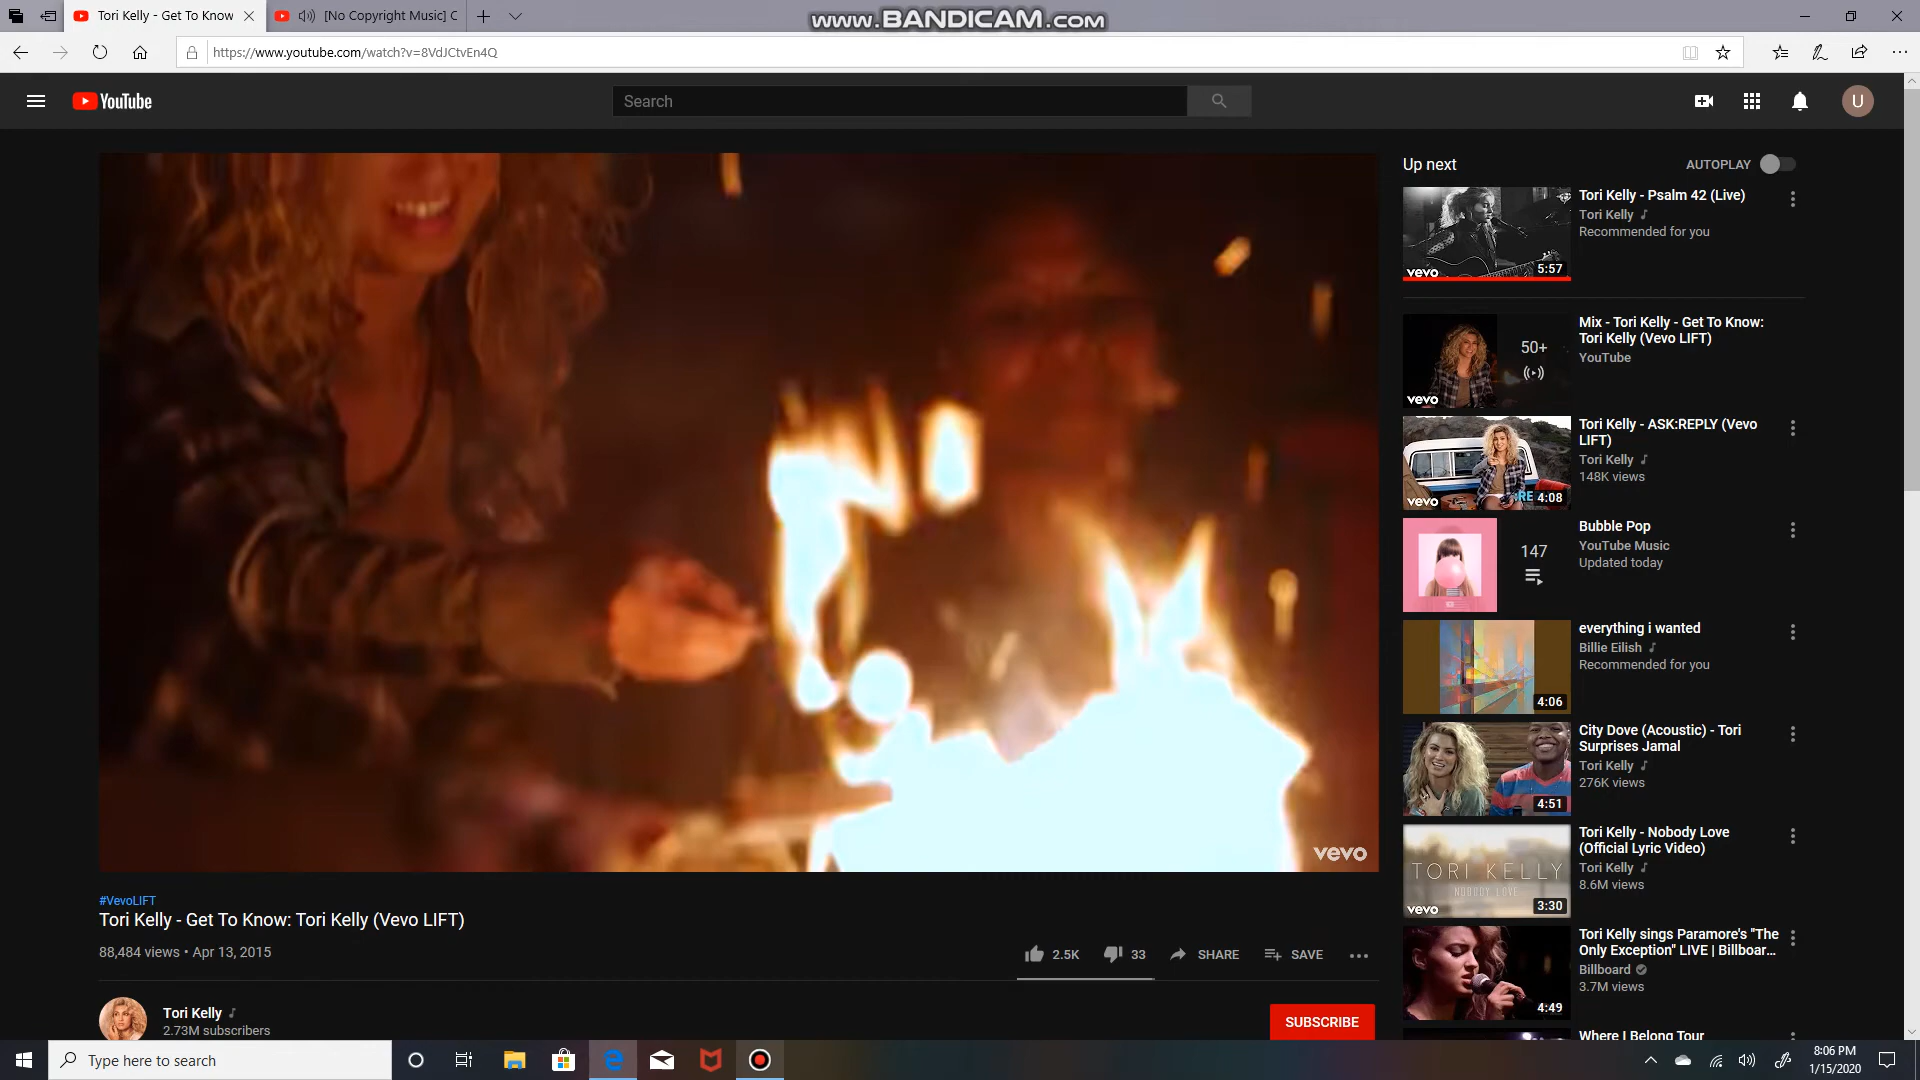 Tori Kelly - Get To Know
[No Copyright Music] C
www.BANDICAM.com
https://www.youtube.com/watch?v=8VdJCtvEn4Q
YouTube
Search
U
vevo
#VevoLIFT
Tori Kelly - Get To Know: Tori Kelly (Vevo LIFT)
88,484 views • Apr 13, 2015
2.5K
33
SHARE
SAVE
Tori Kelly
2.73M subscribers
SUBSCRIBE
Up next
AUTOPLAY
vevo
5:57
Tori Kelly - Psalm 42 (Live)
Tori Kelly
Recommended for you
vevo
50+
Mix - Tori Kelly - Get To Know:
Tori Kelly (Vevo LIFT)
YouTube
vevo
RE
4:08
Tori Kelly - ASK:REPLY (Vevo
LIFT)
Tori Kelly
148K views
147
Bubble Pop
YouTube Music
Updated today
4:06
everything i wanted
Billie Eilish
Recommended for you
4:51
City Dove (Acoustic) - Tori
Surprises Jamal
Tori Kelly
276K views
TORI KELLY
NOBODY LOVE
vevo
3:30
Tori Kelly - Nobody Love
(Official Lyric Video)
Tori Kelly
8.6M views
4:49
Tori Kelly sings Paramore's "The
Only Exception" LIVE | Billboar...
Billboard
3.7M views
Where I Belong Tour
Type here to search
8:06 PM
1/15/2020